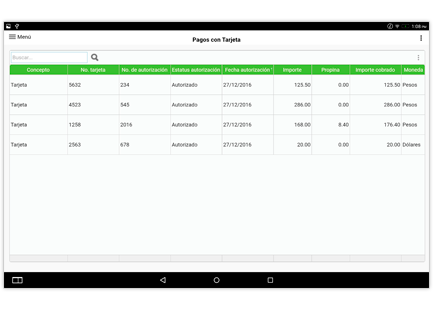 1:08 PM
Menú
Pagos con Tarjeta
Buscar...
Concepto No. tarjeta No. de autorización Estatus autorización Fecha autorización Importe Propina Importe cobrado Moneda
Tarjeta 5632 234 Autorizado 27/12/2016 125.50 0.00 125.50 Pesos
Tarjeta 4523 545 Autorizado 27/12/2016 286.00 0.00 286.00 Pesos
Tarjeta 1258 2016 Autorizado 27/12/2016 168.00 8.40 176.40 Pesos
Tarjeta 2563 678 Autorizado 27/12/2016 20.00 0.00 20.00 Dólares